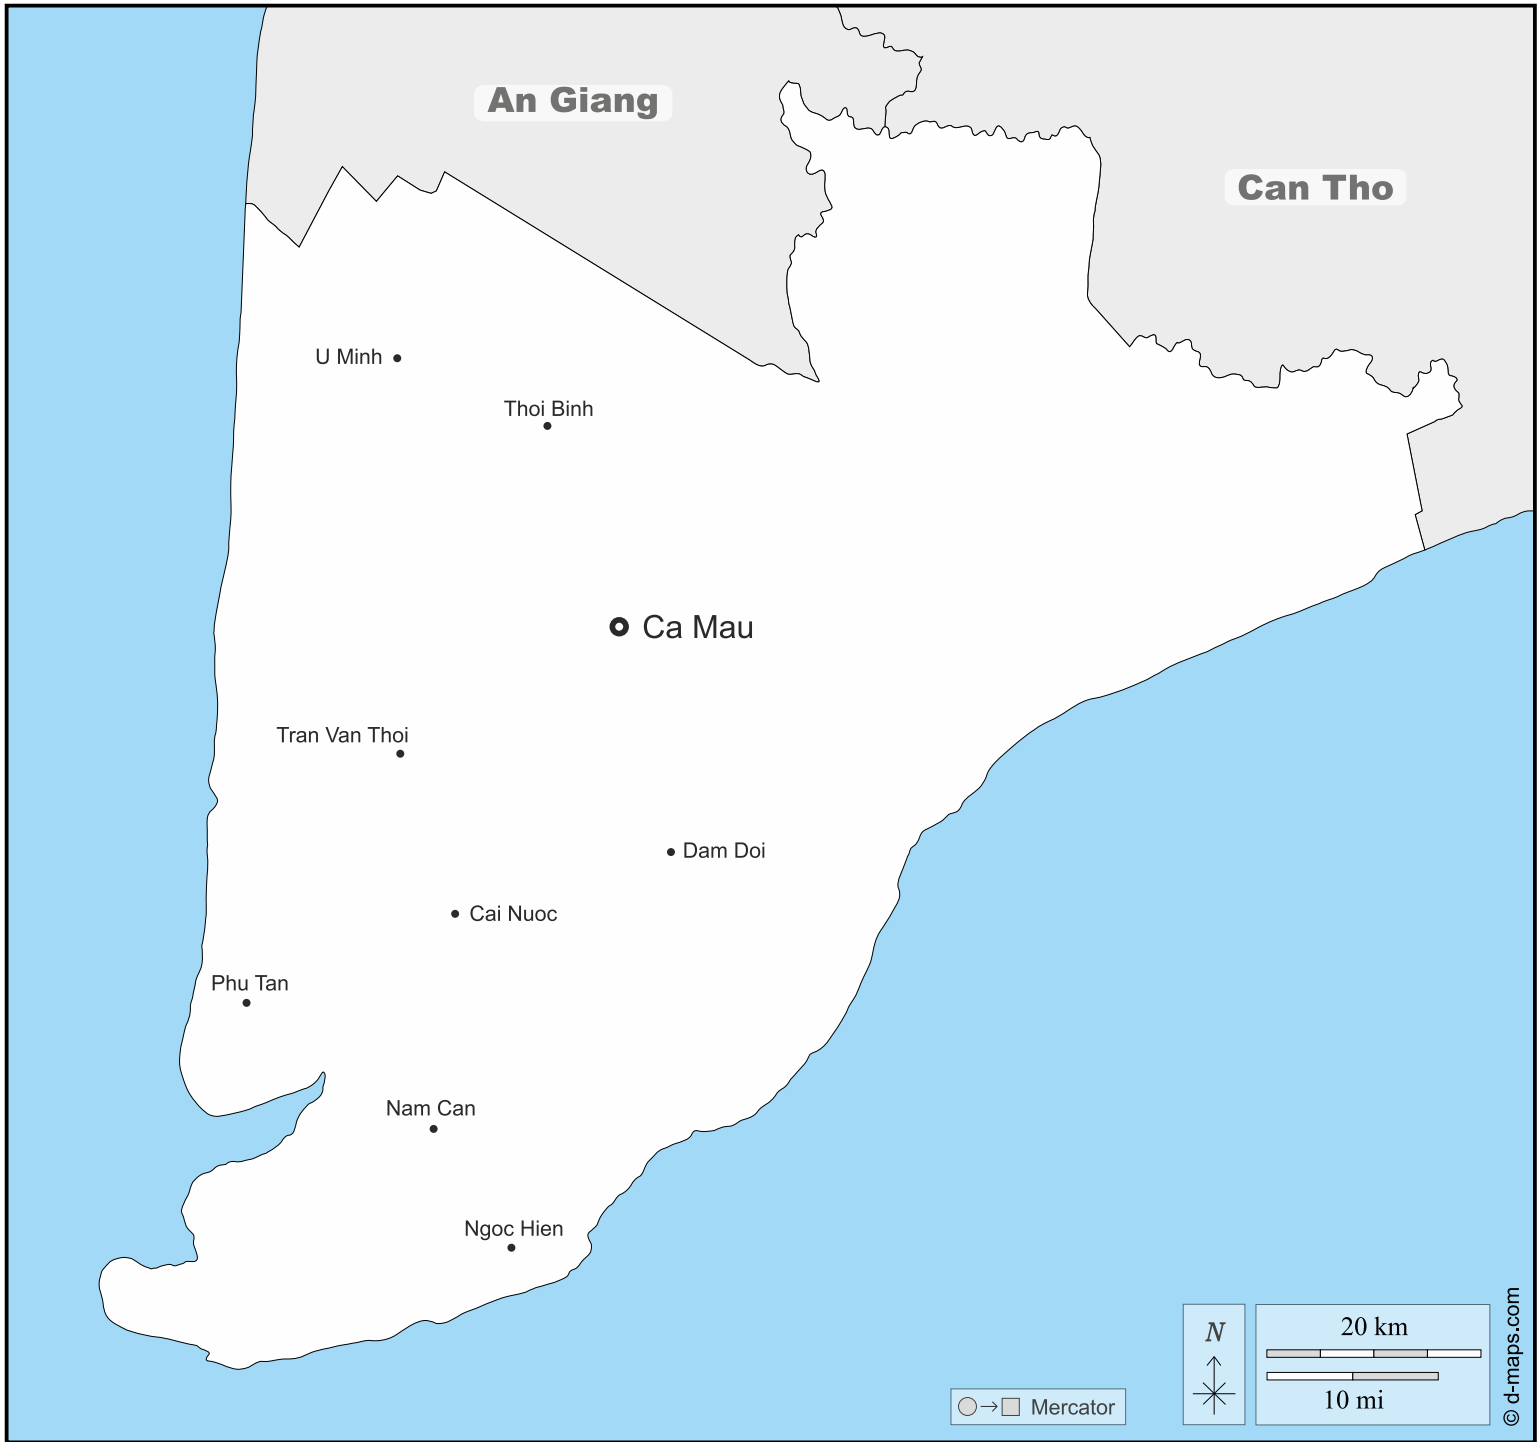 An Giang
Can Tho
U Minh
Thoi Binh
Ca Mau
Tran Van Thoi
Dam Doi
Cai Nuoc
Phu Tan
Nam Can
Ngoc Hien
N
20 km
10 mi
Mercator
© d-maps.com